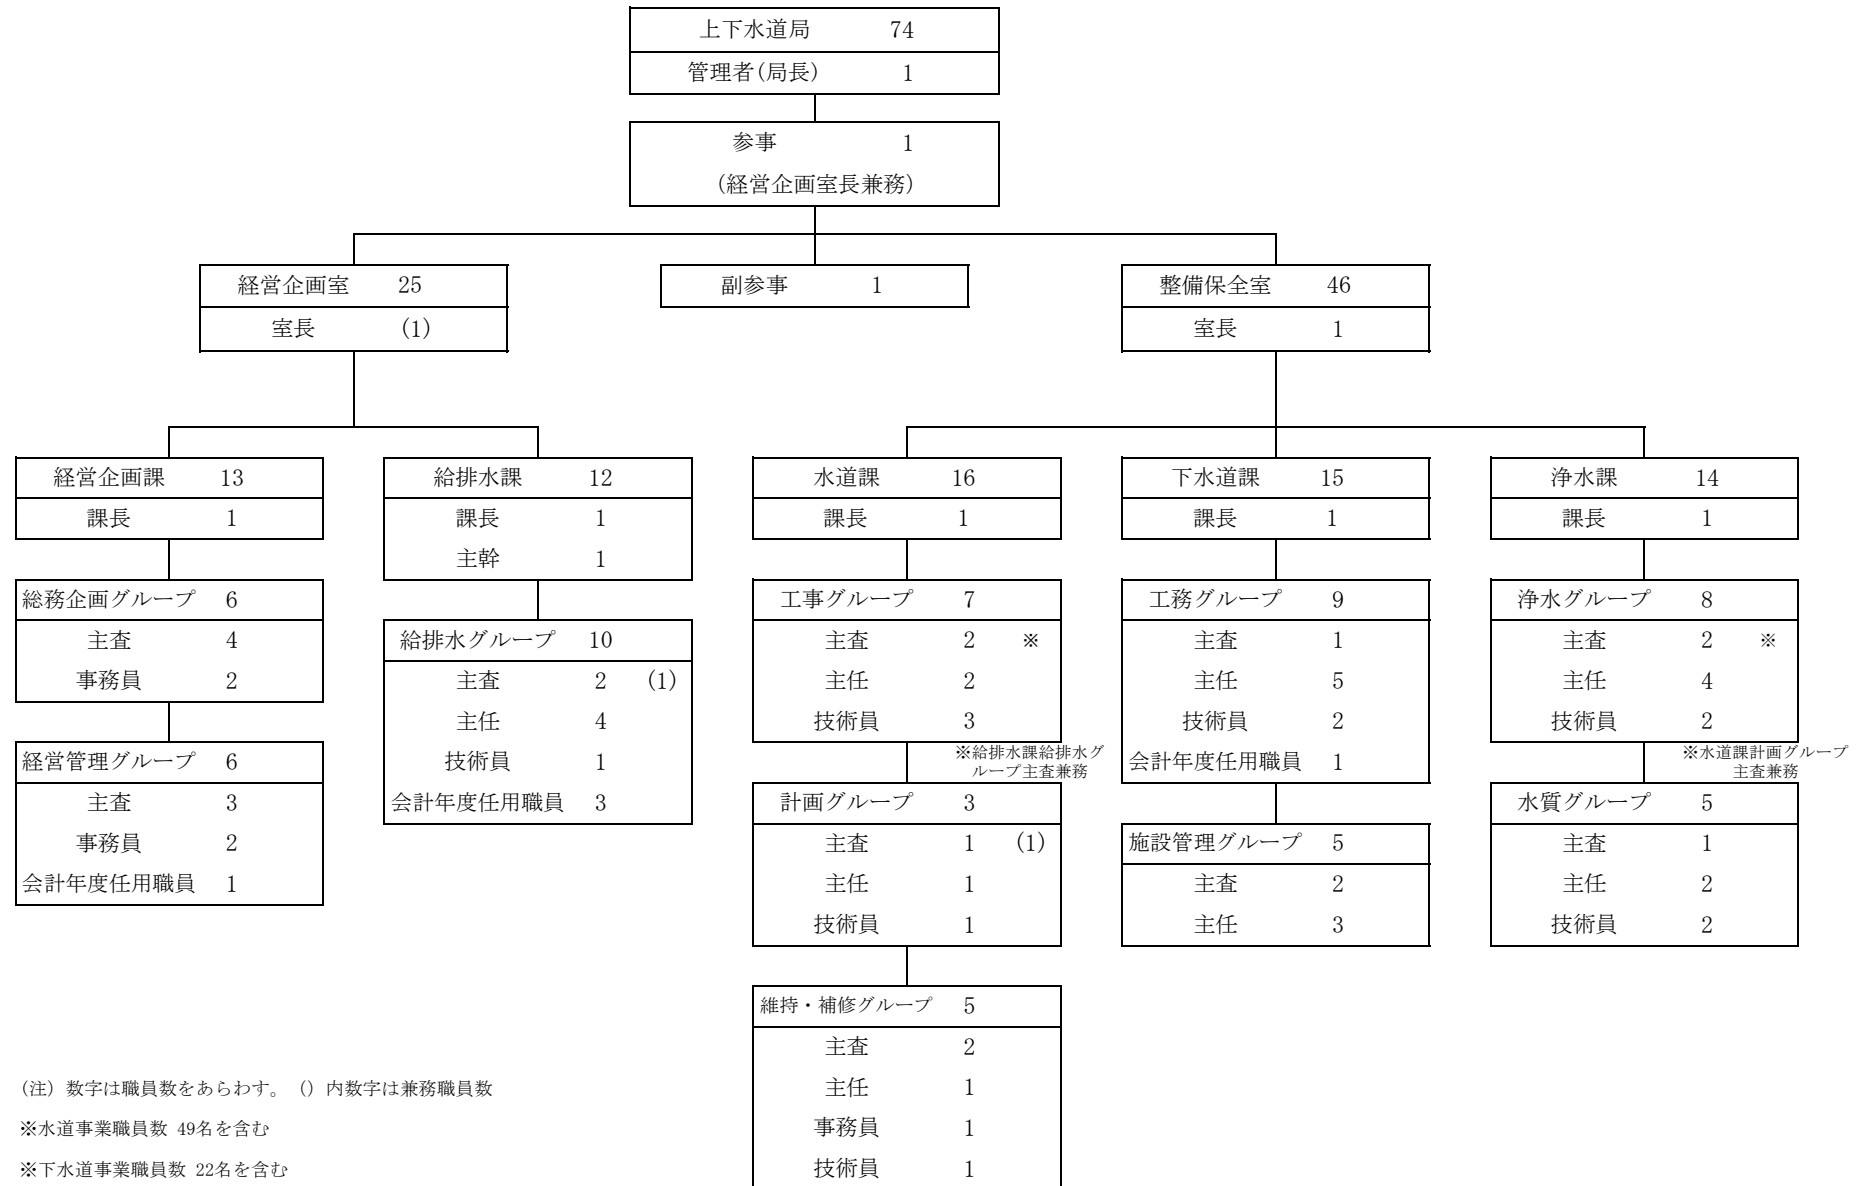 上下水道局 74
管理者(局長) 1
参事 1
(経営企画室長兼務)
経営企画室 25
室長 (1)
副参事 1
整備保全室 46
室長 1
経営企画課 13
課長 1
総務企画グループ 6
主査 4
事務員 2
経営管理グループ 6
主査 3
事務員 2
会計年度任用職員 1
給排水課 12
課長 1
主幹 1
給排水グループ 10
主査 2 (1)
主任 4
技術員 1
会計年度任用職員 3
水道課 16
課長 1
工事グループ 7
主査 2 ※
主任 2
技術員 3
※給排水課給排水グ
ループ主査兼務
計画グループ 3
主査 1 (1)
主任 1
技術員 1
維持・補修グループ 5
主査 2
主任 1
事務員 1
技術員 1
下水道課 15
課長 1
工務グループ 9
主査 1
主任 5
技術員 2
会計年度任用職員 1
施設管理グループ 5
主査 2
主任 3
浄水課 14
課長 1
浄水グループ 8
主査 2 ※
主任 4
技術員 2
※水道課計画グループ
主査兼務
水質グループ 5
主査 1
主任 2
技術員 2
(注) 数字は職員数をあらわす。 () 内数字は兼務職員数
※水道事業職員数 49名を含む
※下水道事業職員数 22名を含む